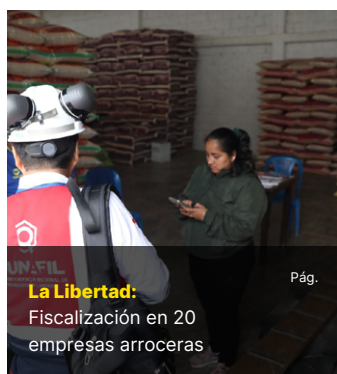 UNAFIL
La Libertad:
Pág.
Fiscalización en 20
empresas arroceras